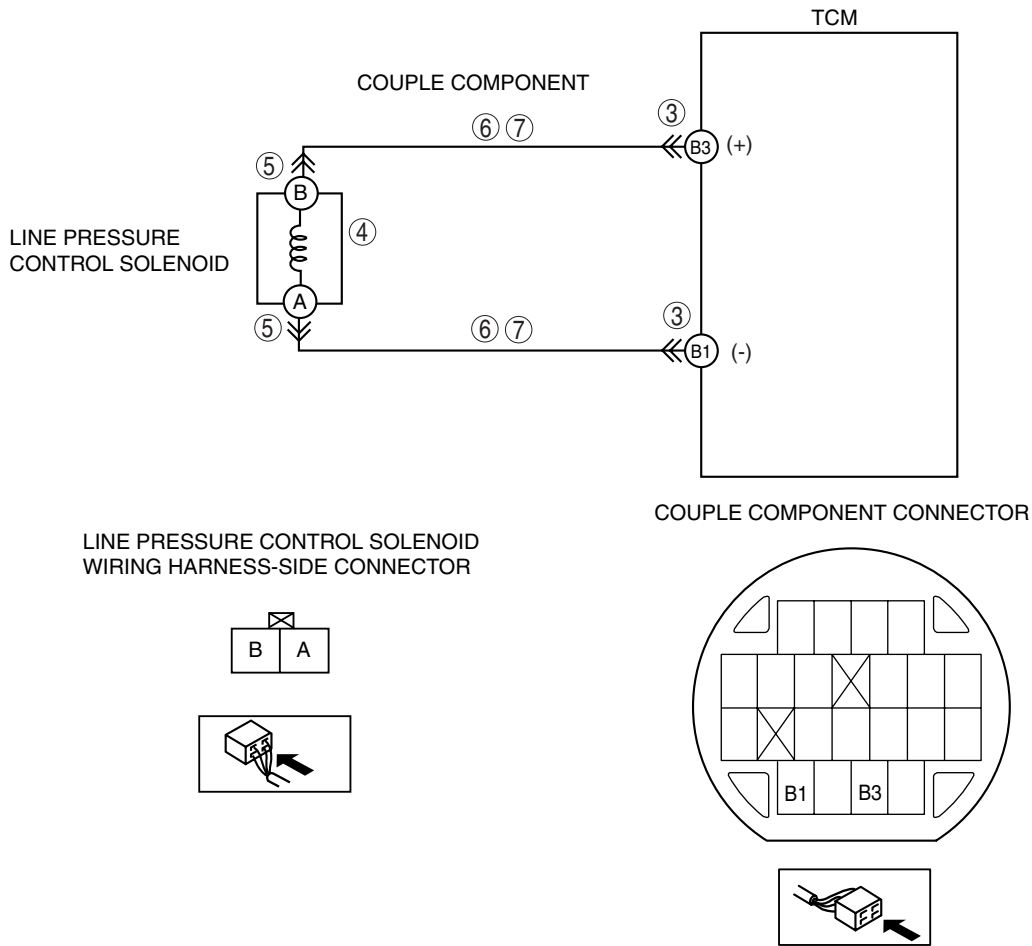 TCM
COUPLE COMPONENT
⑥ ⑦
③
B3 (+)
⑤
B
④
LINE PRESSURE
CONTROL SOLENOID
A
⑤
⑥ ⑦
③
B1 (-)
COUPLE COMPONENT CONNECTOR
LINE PRESSURE CONTROL SOLENOID
WIRING HARNESS-SIDE CONNECTOR
B A
B1 B3